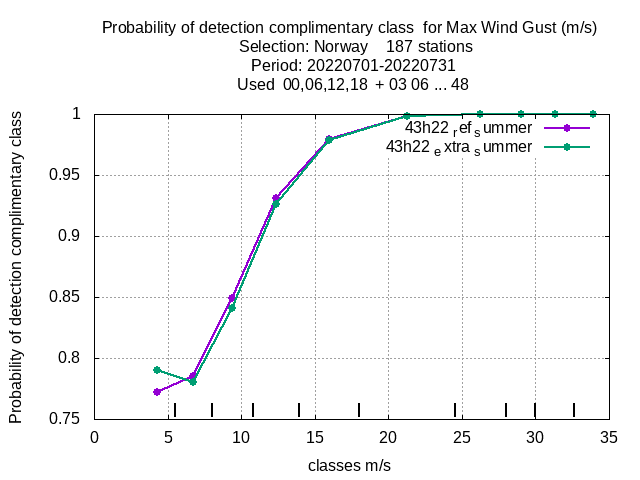 Probability of detection complimentary class  for Max Wind Gust (m/s)
Selection: Norway    187 stations
Period: 20220701-20220731
Used  00,06,12,18  + 03 06 ... 48
43h22 ref summer
43h22 extra summer
1
0.95
0.9
0.85
0.8
0.75
Probability of detection complimentary class
0 5 10 15 20 25 30 35
classes m/s